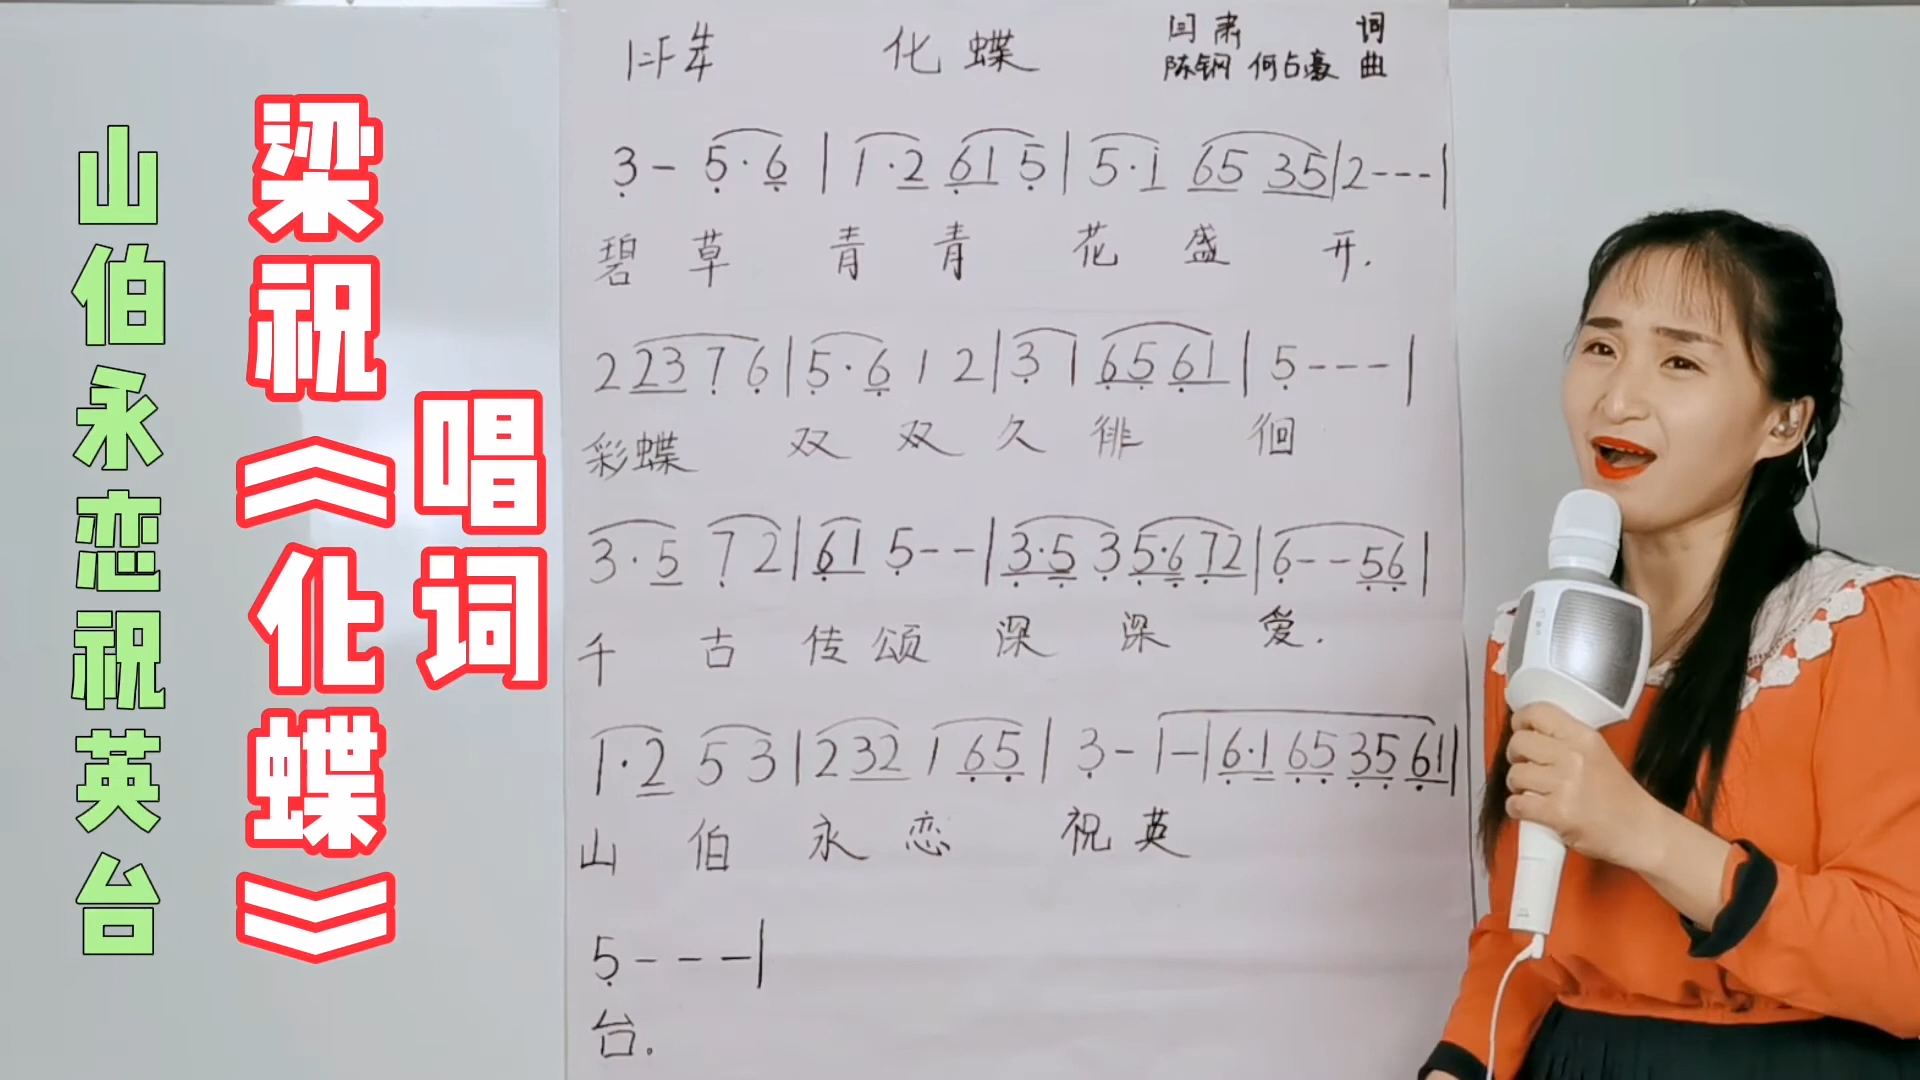 山伯永恋祝英台
梁祝《化蝶》
唱词
1=F 4/4 化蝶 闫肃 词
陈钢 何占豪 曲
3 - 5·6 | 1·2 61 5 | 5·1 65 35 | 2 - - - |
碧草青青花盛开.
2 23 7 6 | 5·6 1 2 | 3 1 65 61 | 5 - - - |
彩蝶双双久徘徊
3·5 7 2 | 61 5 - - | 3·5 3 5·6 72 | 6 - - 56 |
千古传颂深深爱.
1·2 5 3 | 2 32 1 65 | 3 - 1 - | 6·1 65 35 61 |
山伯永恋祝英
5 - - - |
台.